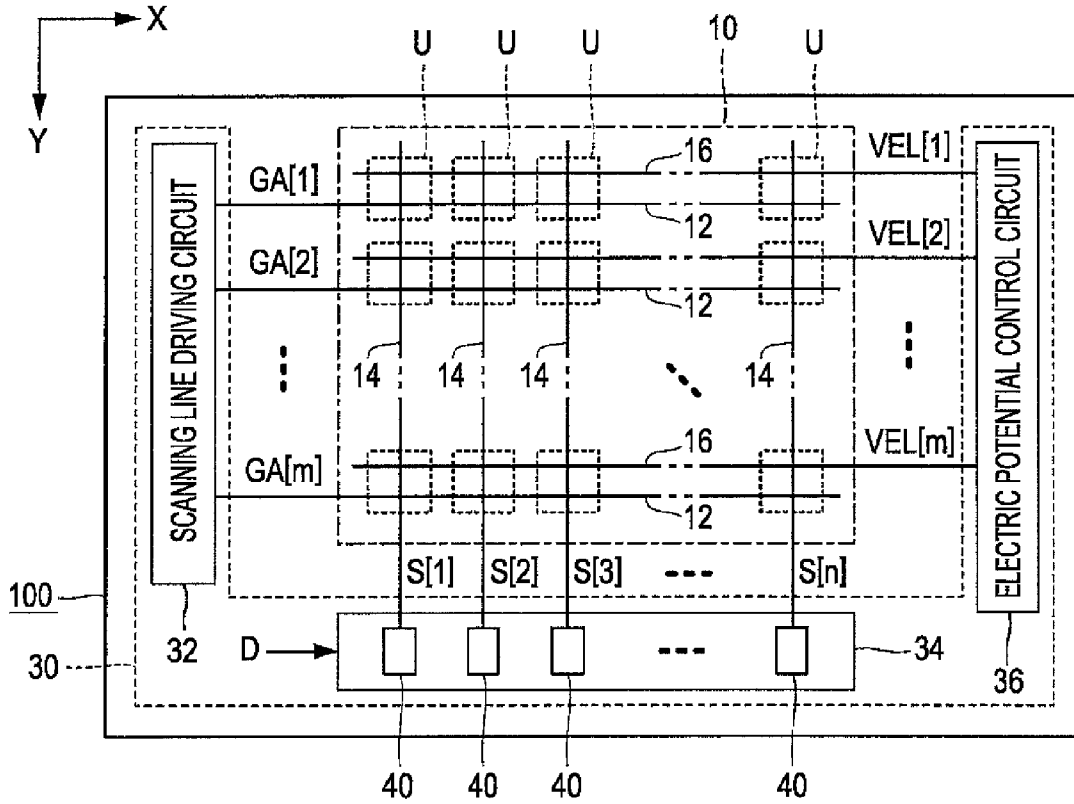 X
Y
U U U 10 U
GA[1] 16 VEL[1]
12
GA[2] VEL[2]
12
14 14 14 14
GA[m] 16 VEL[m]
12
SCANNING LINE DRIVING CIRCUIT
ELECTRIC POTENTIAL CONTROL CIRCUIT
S[1] S[2] S[3] S[n]
100
30
32 D 34 36
40 40 40 40